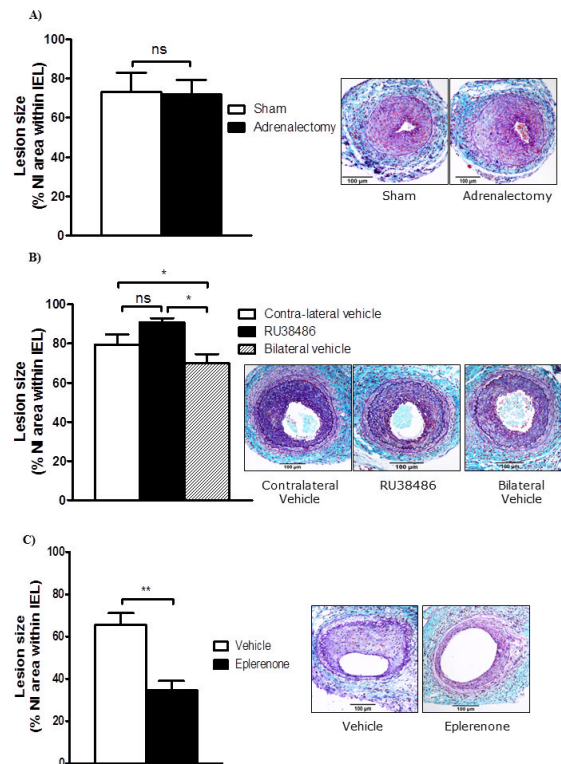 A)
ns
100
80
60
40
20
0
Lesion size
(% NI area within IEL)
Sham
Adrenalectomy
100 µm
100 µm
Sham
Adrenalectomy
B)
*
ns
*
100
80
60
40
20
0
Lesion size
(% NI area within IEL)
Contra-lateral vehicle
RU38486
Bilateral vehicle
100 µm
100 µm
100 µm
Contralateral
Vehicle
RU38486
Bilateral
Vehicle
C)
**
100
80
60
40
20
0
Lesion size
(% NI area within IEL)
Vehicle
Eplerenone
100 µm
100 µm
Vehicle
Eplerenone